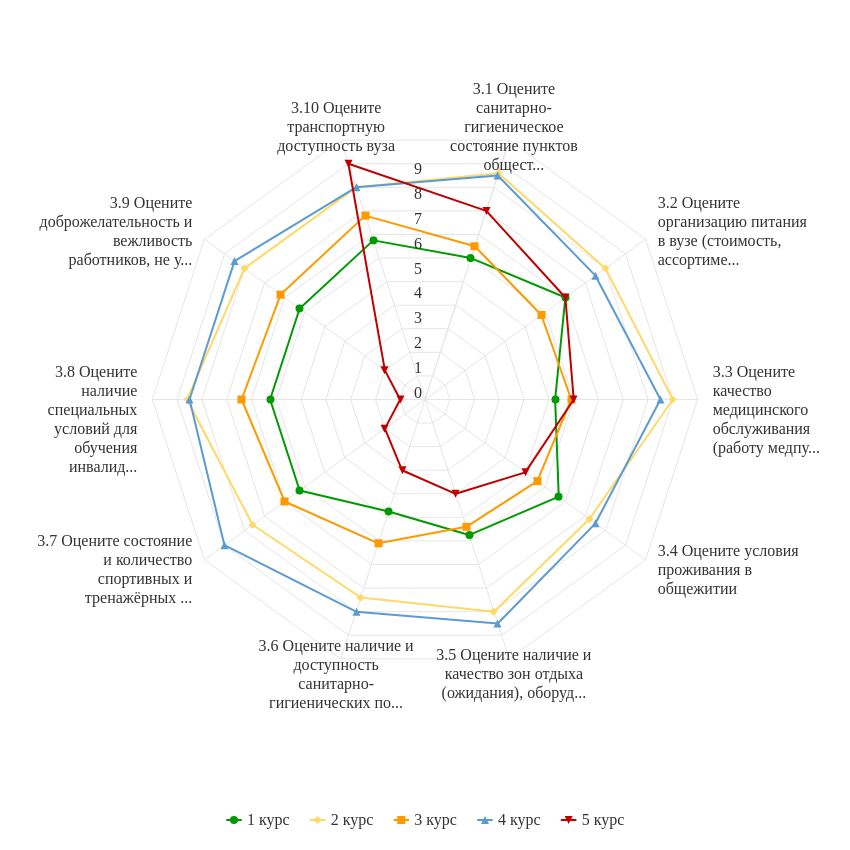 3.1 Оцените
санитарно-
гигиеническое
состояние пунктов
общест...
3.10 Оцените
транспортную
доступность вуза
9
8
7
6
5
4
3
2
1
0
3.9 Оцените
доброжелательность и
вежливость
работников, не у...
3.2 Оцените
организацию питания
в вузе (стоимость,
ассортиме...
3.8 Оцените
наличие
специальных
условий для
обучения
инвалид...
3.3 Оцените
качество
медицинского
обслуживания
(работу медпу...
3.7 Оцените состояние
и количество
спортивных и
тренажёрных ...
3.4 Оцените условия
проживания в
общежитии
3.6 Оцените наличие и
доступность
санитарно-
гигиенических по...
3.5 Оцените наличие и
качество зон отдыха
(ожидания), оборуд...
1 курс
2 курс
3 курс
4 курс
5 курс